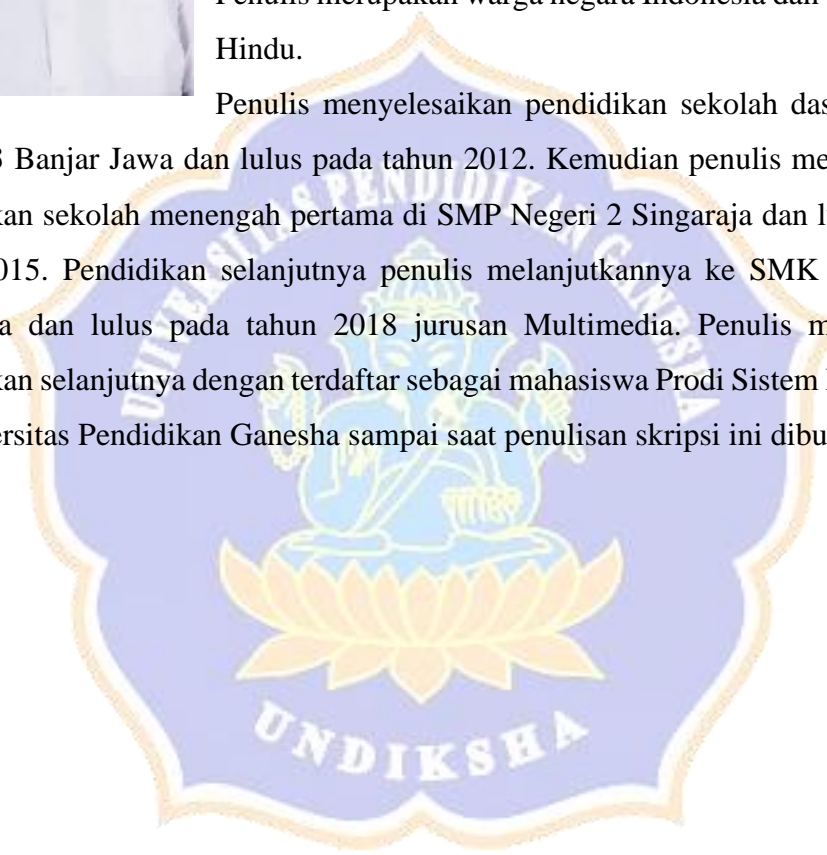 Penulis merupakan warga negara Indonesia dan
Hindu.
Penulis menyelesaikan pendidikan sekolah das
3 Banjar Jawa dan lulus pada tahun 2012. Kemudian penulis me
kan sekolah menengah pertama di SMP Negeri 2 Singaraja dan l
015. Pendidikan selanjutnya penulis melanjutkannya ke SMK
a dan lulus pada tahun 2018 jurusan Multimedia. Penulis m
kan selanjutnya dengan terdaftar sebagai mahasiswa Prodi Sistem
ersitas Pendidikan Ganesha sampai saat penulisan skripsi ini dibu
UNIVERSITAS PENDIDIKAN GANESHA
UNDIKSHA